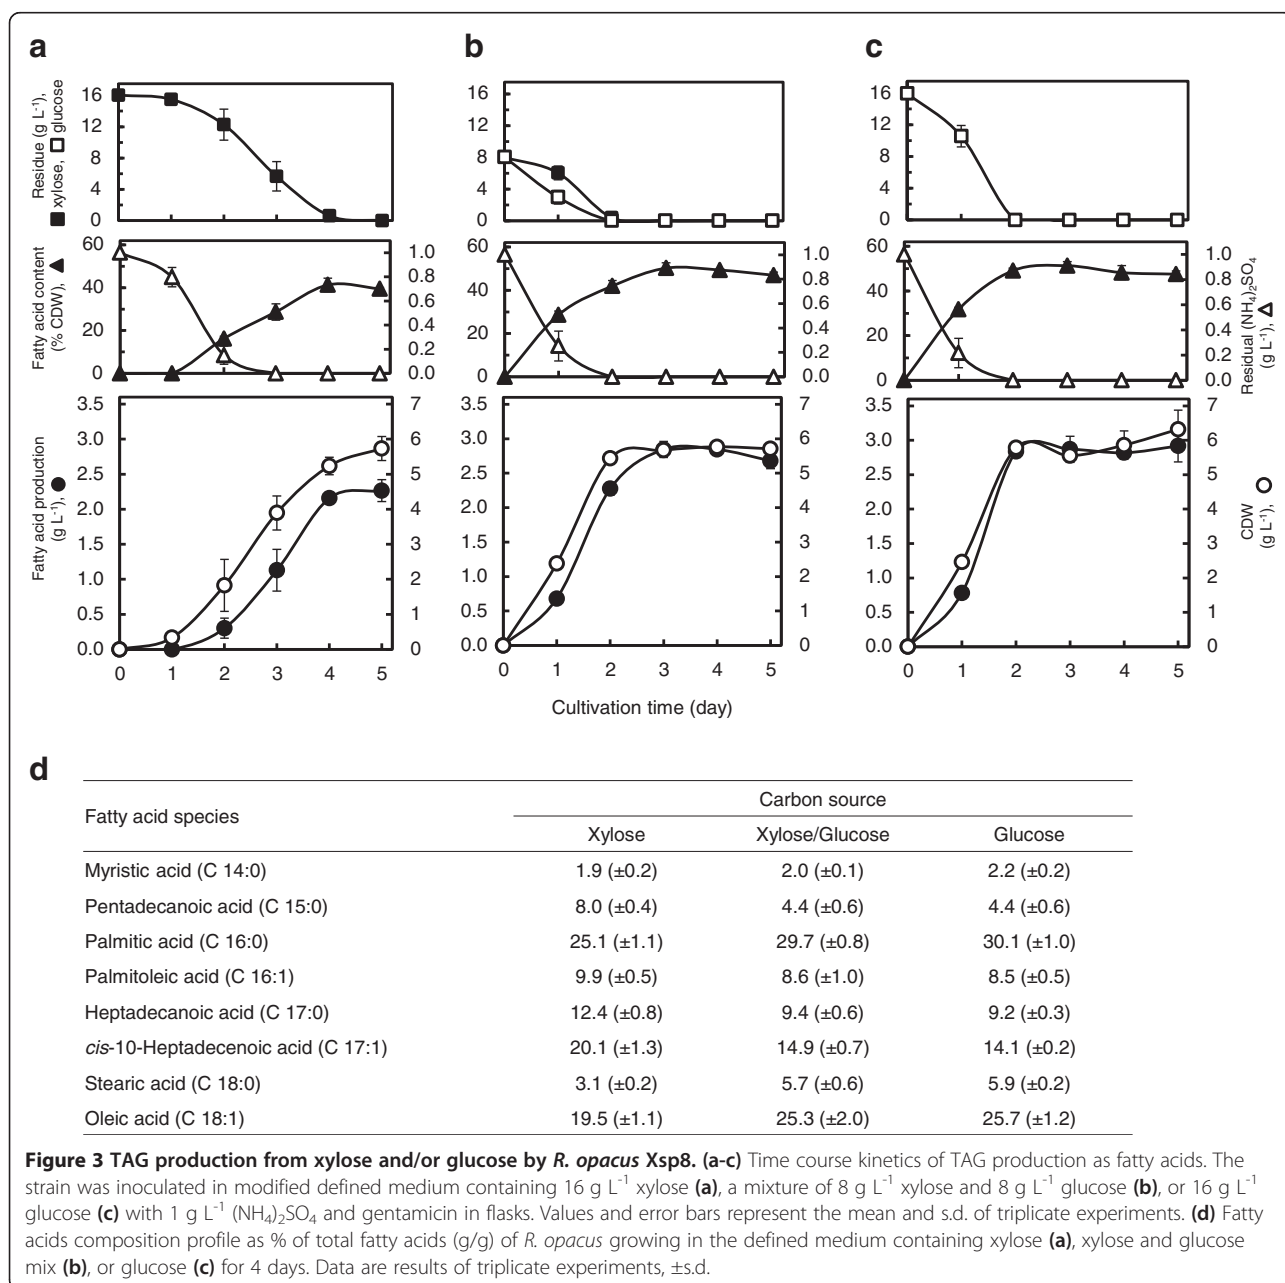 a b c
Residue (g L-1),
■ xylose, □ glucose
16 12 8 4 0
16 12 8 4 0
16 12 8 4 0
Fatty acid content
(% CDW), ▲
60 40 20 0
1.0 0.8 0.6 0.4 0.2 0.0
60 40 20 0
1.0 0.8 0.6 0.4 0.2 0.0
60 40 20 0
1.0 0.8 0.6 0.4 0.2 0.0
Residual (NH4)2SO4
(g L-1), △
Fatty acid production
(g L-1), ●
3.5 3.0 2.5 2.0 1.5 1.0 0.5 0.0
7 6 5 4 3 2 1 0
3.5 3.0 2.5 2.0 1.5 1.0 0.5 0.0
7 6 5 4 3 2 1 0
3.5 3.0 2.5 2.0 1.5 1.0 0.5 0.0
7 6 5 4 3 2 1 0
CDW ○
(g L-1),
0 1 2 3 4 5
0 1 2 3 4 5
0 1 2 3 4 5
Cultivation time (day)
d
Fatty acid species
Carbon source
Xylose Xylose/Glucose Glucose
Myristic acid (C 14:0) 1.9 (±0.2) 2.0 (±0.1) 2.2 (±0.2)
Pentadecanoic acid (C 15:0) 8.0 (±0.4) 4.4 (±0.6) 4.4 (±0.6)
Palmitic acid (C 16:0) 25.1 (±1.1) 29.7 (±0.8) 30.1 (±1.0)
Palmitoleic acid (C 16:1) 9.9 (±0.5) 8.6 (±1.0) 8.5 (±0.5)
Heptadecanoic acid (C 17:0) 12.4 (±0.8) 9.4 (±0.6) 9.2 (±0.3)
cis-10-Heptadecenoic acid (C 17:1) 20.1 (±1.3) 14.9 (±0.7) 14.1 (±0.2)
Stearic acid (C 18:0) 3.1 (±0.2) 5.7 (±0.6) 5.9 (±0.2)
Oleic acid (C 18:1) 19.5 (±1.1) 25.3 (±2.0) 25.7 (±1.2)
Figure 3 TAG production from xylose and/or glucose by R. opacus Xsp8. (a-c) Time course kinetics of TAG production as fatty acids. The
strain was inoculated in modified defined medium containing 16 g L-1 xylose (a), a mixture of 8 g L-1 xylose and 8 g L-1 glucose (b), or 16 g L-1
glucose (c) with 1 g L-1 (NH4)2SO4 and gentamicin in flasks. Values and error bars represent the mean and s.d. of triplicate experiments. (d) Fatty
acids composition profile as % of total fatty acids (g/g) of R. opacus growing in the defined medium containing xylose (a), xylose and glucose
mix (b), or glucose (c) for 4 days. Data are results of triplicate experiments, ±s.d.